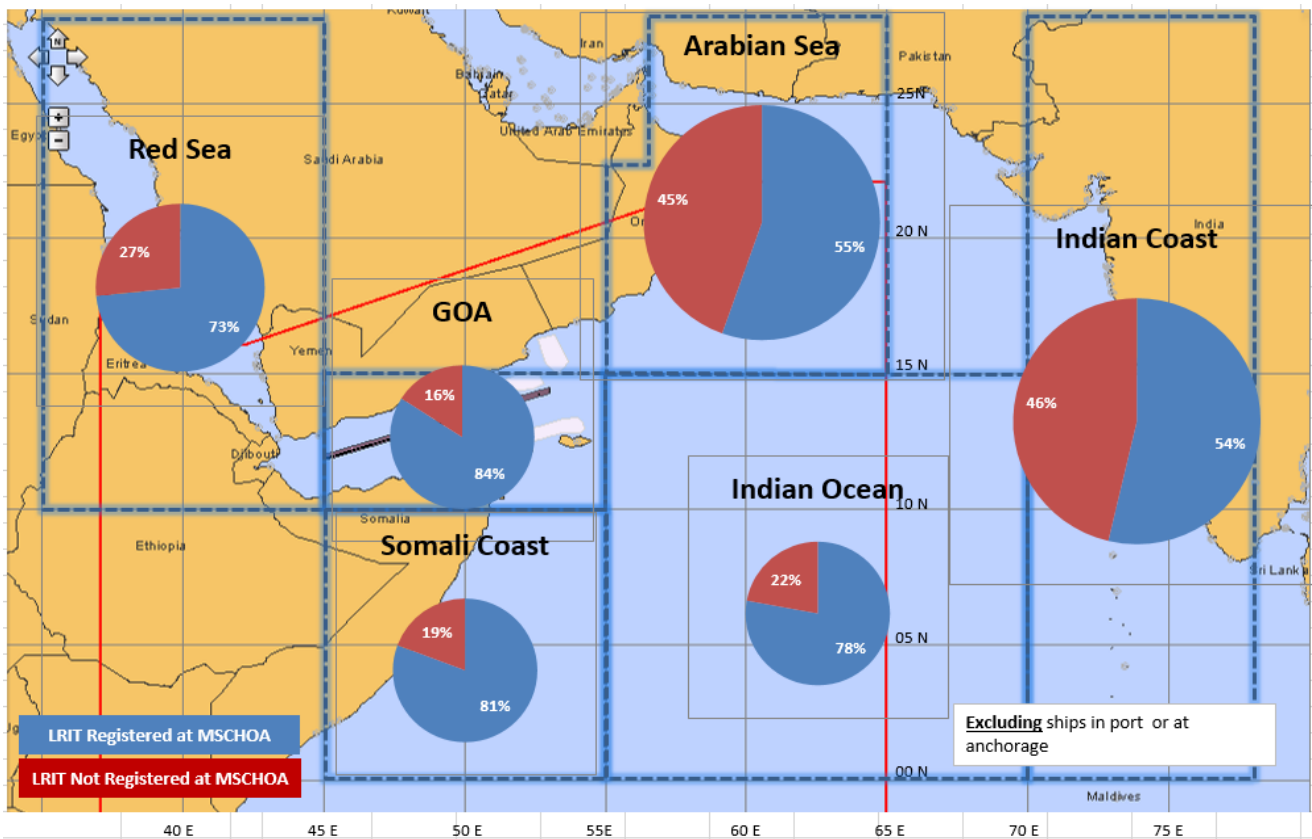 Kuwait
Iran
Arabian Sea
Pakistan
N
Bahrain
Qatar
25N
Egypt
United Arab Emirates
Red Sea
Saudi Arabia
45%
India
20 N
Indian Coast
27%
55%
73%
GOA
Sudan
Yemen
Eritrea
15 N
16%
46%
54%
Djibouti
84%
Indian Ocean
10 N
Somalia
Somali Coast
Ethiopia
Sri Lanka
22%
19%
05 N
78%
81%
LRIT Registered at MSCHOA
Excluding ships in port or at
anchorage
LRIT Not Registered at MSCHOA
00 N
Maldives
40 E
45 E
50 E
55E
60 E
65 E
70 E
75 E